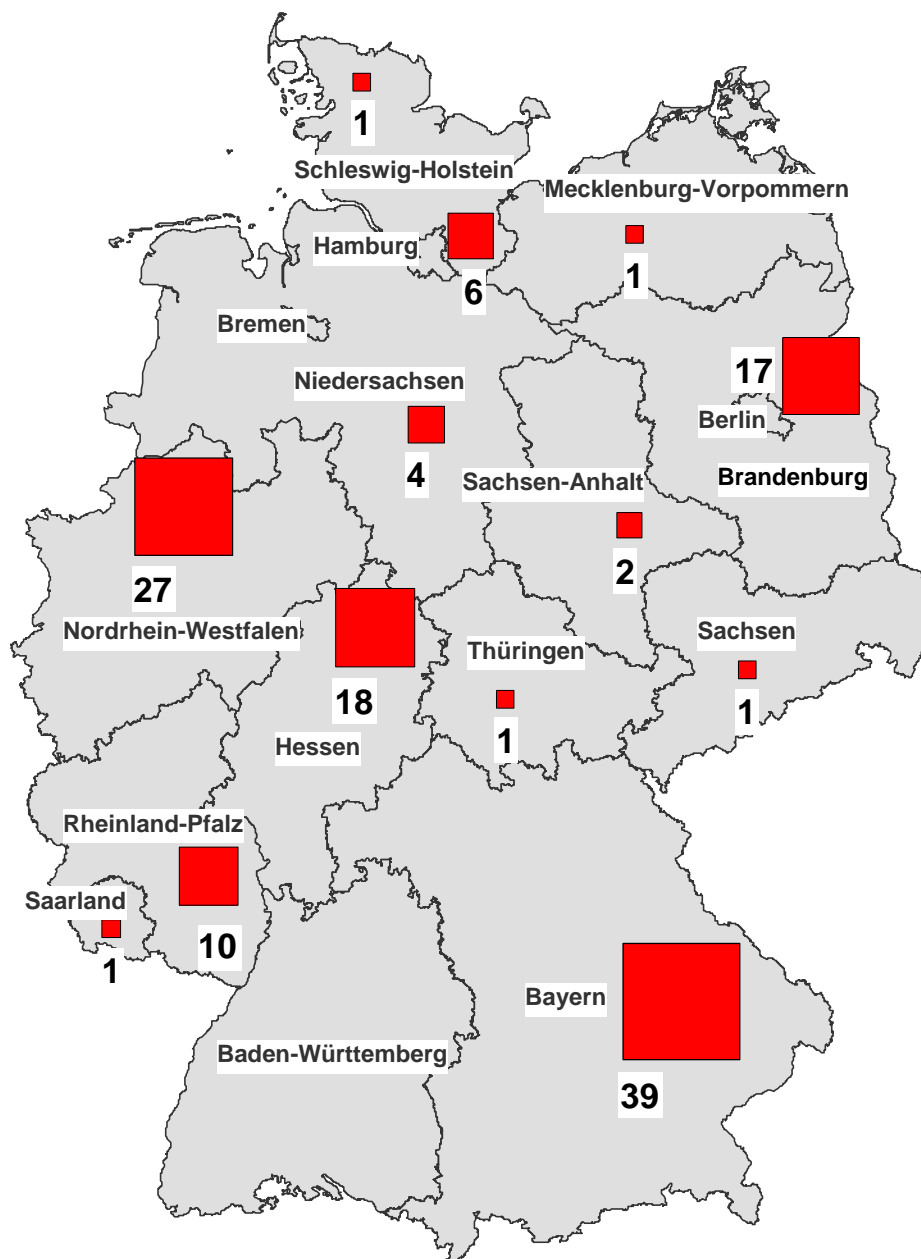 1
Schleswig-Holstein
Mecklenburg-Vorpommern
Hamburg
6
1
Bremen
17
Niedersachsen
Berlin
4
Sachsen-Anhalt
Brandenburg
2
27
Nordrhein-Westfalen
Sachsen
Thüringen
18
1
1
Hessen
Rheinland-Pfalz
Saarland
10
1
Bayern
Baden-Württemberg
39